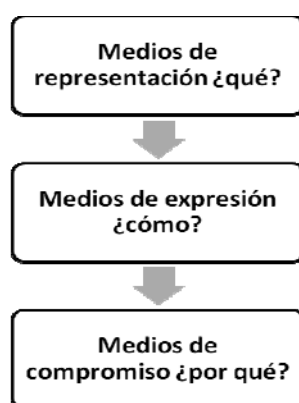 Medios de
representación ¿qué?
Medios de expresión
¿cómo?
Medios de
compromiso ¿por qué?